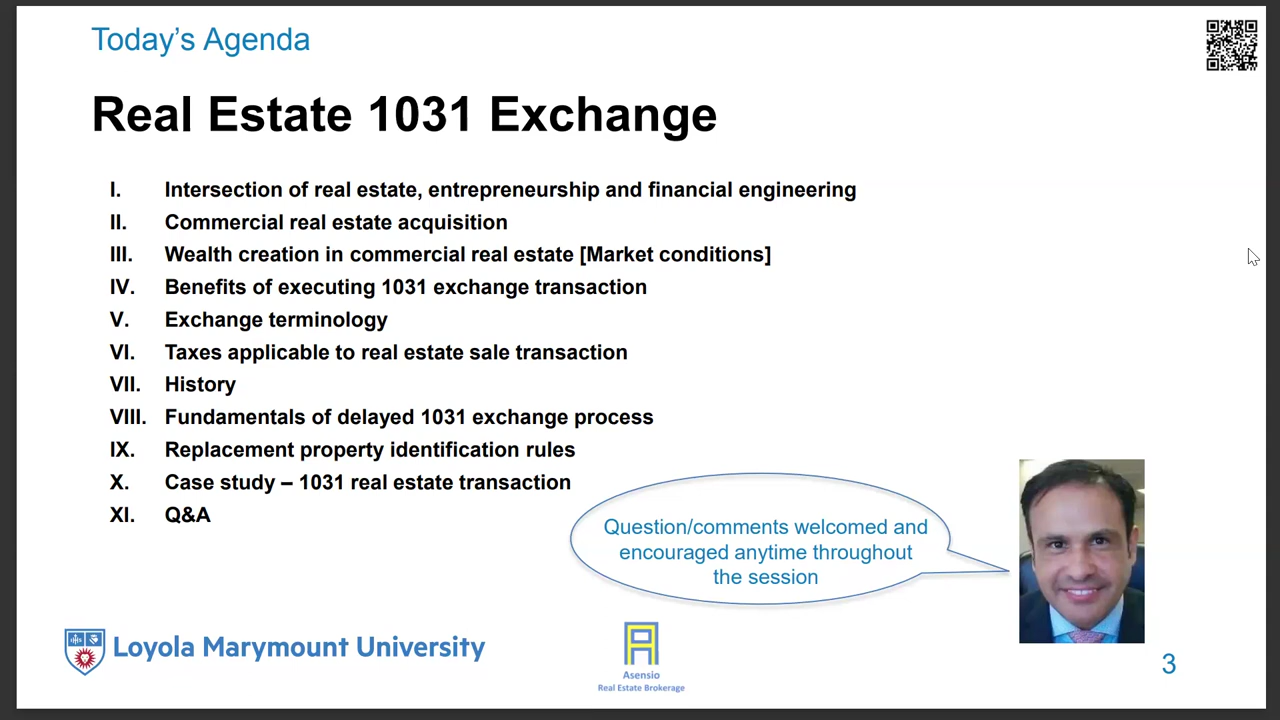 Today's Agenda
Real Estate 1031 Exchange
I. Intersection of real estate, entrepreneurship and financial engineering
II. Commercial real estate acquisition
III. Wealth creation in commercial real estate [Market conditions]
IV. Benefits of executing 1031 exchange transaction
V. Exchange terminology
VI. Taxes applicable to real estate sale transaction
VII. History
VIII. Fundamentals of delayed 1031 exchange process
IX. Replacement property identification rules
X. Case study – 1031 real estate transaction
XI. Q&A
Question/comments welcomed and
encouraged anytime throughout
the session
Loyola Marymount University
Asensio
Real Estate Brokerage
3